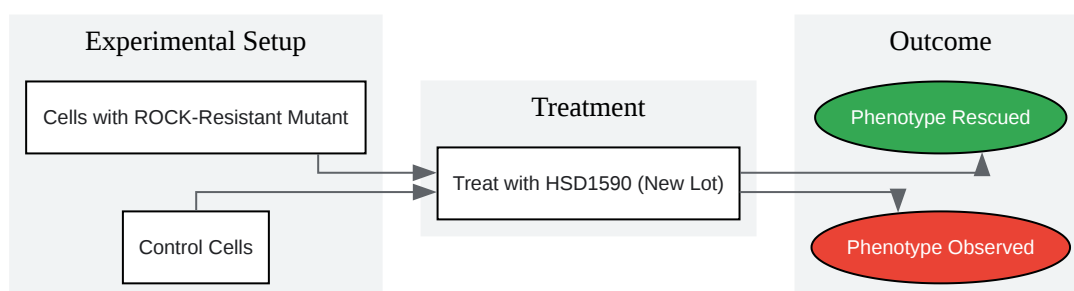 Experimental Setup
Cells with ROCK-Resistant Mutant
Control Cells
Treatment
Treat with HSD1590 (New Lot)
Outcome
Phenotype Rescued
Phenotype Observed